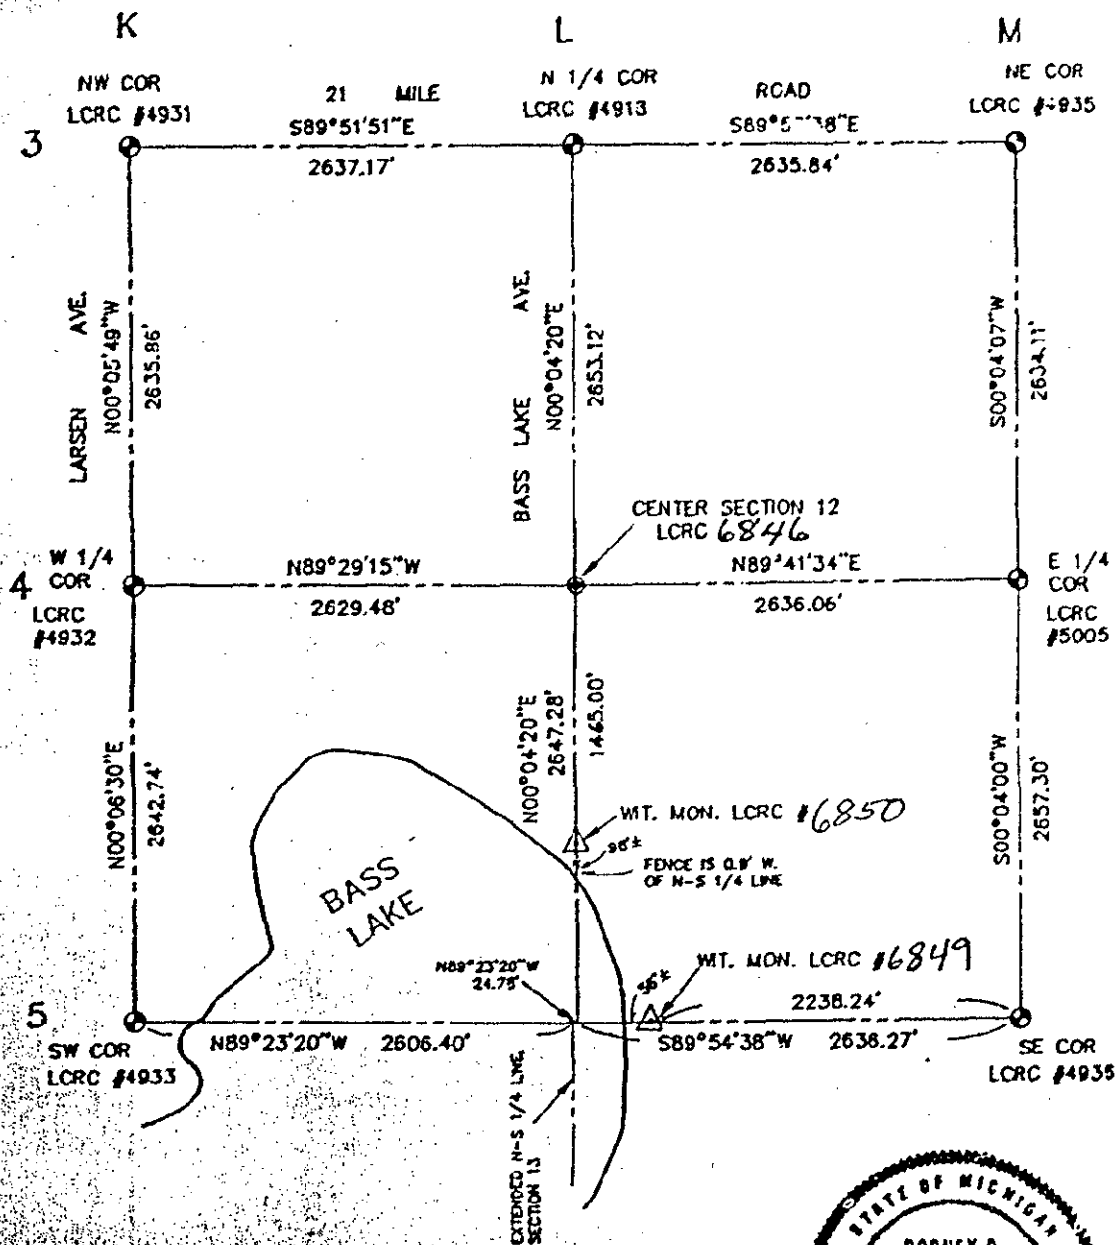 K
L
M
NW COR
LCRC #4931
21 MILE
S89°51'51"E
2637.17'
N 1/4 COR
LCRC #4913
ROAD
2635.84'
NE COR
LCRC #4935
3
LARSEN AVE.
N00°05'49"W
2635.86'
BASS LAKE AVE.
N00°04'20"E
2653.12'
S00°04'07"W
2634.11'
CENTER SECTION 12
LCRC 6846
4
W 1/4
COR
LCRC
#4932
N89°29'15"W
2629.48'
N89°41'34"E
2636.06'
E 1/4
COR
LCRC
#5005
N00°06'30"E
2642.74'
N00°04'20"E
2647.28'
1465.00'
S00°04'00"W
2657.30'
WIT. MON. LCRC #6850
FENCE IS 0.8' W.
OF N-S 1/4 LINE
BASS
LAKE
N89°23'20"W
24.75'
WIT. MON. LCRC #6849
2238.24'
5
SW COR
LCRC #4933
N89°23'20"W 2606.40'
S89°54'38"W 2638.27'
SE COR
LCRC #4935
EXTENDED N-S 1/4 LINE
SECTION 13
STATE OF MICHIGAN